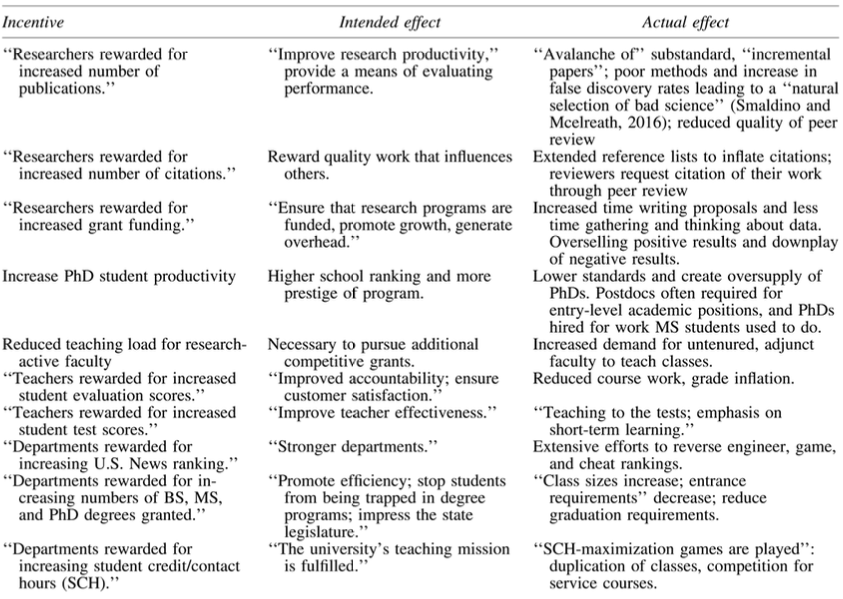 Incentive Intended effect Actual effect
‘‘Researchers rewarded for increased number of publications.’’ ‘‘Improve research productivity,’’ provide a means of evaluating performance. ‘‘Avalanche of’’ substandard, ‘‘incremental papers’’; poor methods and increase in false discovery rates leading to a ‘‘natural selection of bad science’’ (Smaldino and Mcelreath, 2016); reduced quality of peer review
‘‘Researchers rewarded for increased number of citations.’’ Reward quality work that influences others. Extended reference lists to inflate citations; reviewers request citation of their work through peer review
‘‘Researchers rewarded for increased grant funding.’’ ‘‘Ensure that research programs are funded, promote growth, generate overhead.’’ Increased time writing proposals and less time gathering and thinking about data. Overselling positive results and downplay of negative results.
Increase PhD student productivity Higher school ranking and more prestige of program. Lower standards and create oversupply of PhDs. Postdocs often required for entry-level academic positions, and PhDs hired for work MS students used to do.
Reduced teaching load for research-active faculty Necessary to pursue additional competitive grants. Increased demand for untenured, adjunct faculty to teach classes.
‘‘Teachers rewarded for increased student evaluation scores.’’ ‘‘Improved accountability; ensure customer satisfaction.’’ Reduced course work, grade inflation.
‘‘Teachers rewarded for increased student test scores.’’ ‘‘Improve teacher effectiveness.’’ ‘‘Teaching to the tests; emphasis on short-term learning.’’
‘‘Departments rewarded for increasing U.S. News ranking.’’ ‘‘Stronger departments.’’ Extensive efforts to reverse engineer, game, and cheat rankings.
‘‘Departments rewarded for in-creasing numbers of BS, MS, and PhD degrees granted.’’ ‘‘Promote efficiency; stop students from being trapped in degree programs; impress the state legislature.’’ ‘‘Class sizes increase; entrance requirements’’ decrease; reduce graduation requirements.
‘‘Departments rewarded for increasing student credit/contact hours (SCH).’’ ‘‘The university’s teaching mission is fulfilled.’’ ‘‘SCH-maximization games are played’’: duplication of classes, competition for service courses.